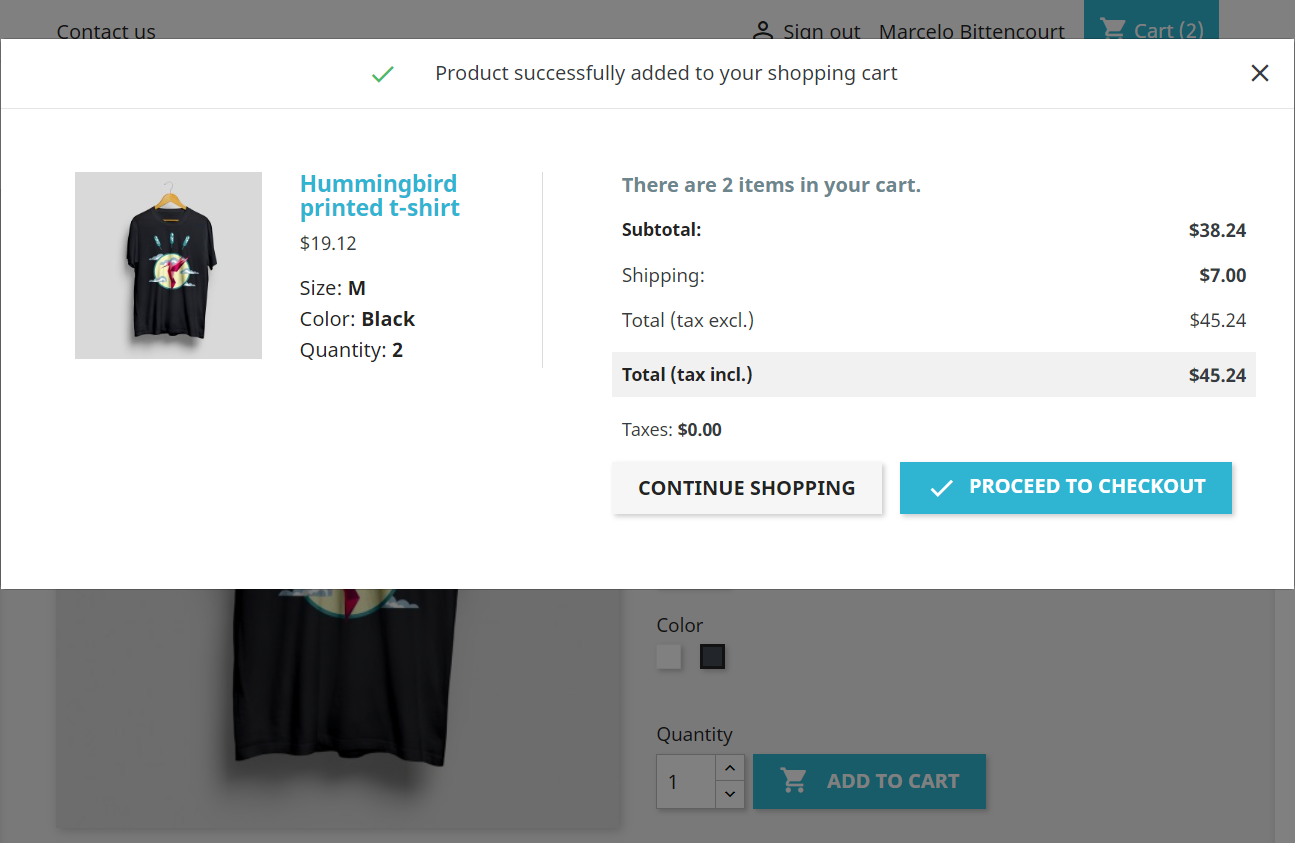 Contact us
Sign out
Marcelo Bittencourt
Cart (2)
Product successfully added to your shopping cart
Hummingbird
printed t-shirt
$19.12
Size: M
Color: Black
Quantity: 2
There are 2 items in your cart.
Subtotal: $38.24
Shipping: $7.00
Total (tax excl.) $45.24
Total (tax incl.) $45.24
Taxes: $0.00
CONTINUE SHOPPING
PROCEED TO CHECKOUT
Color
Quantity
1
ADD TO CART